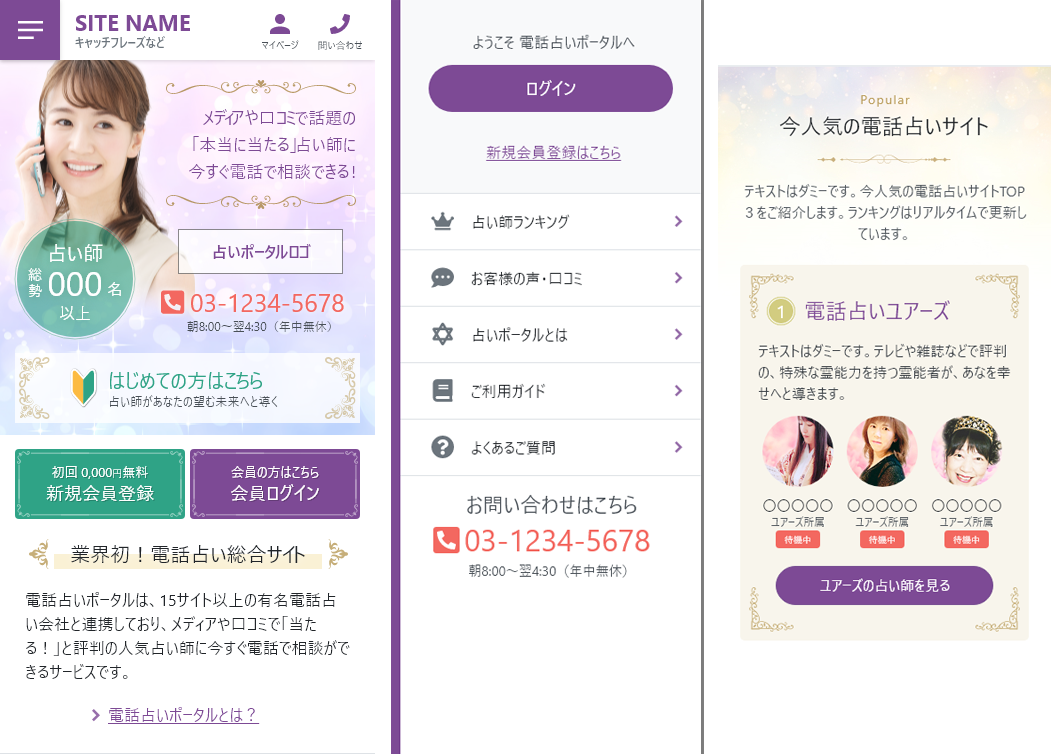 SITE NAME
キャッチフレーズなど
マイページ
問い合わせ
メディアや口コミで話題の
「本当に当たる」占い師に
今すぐ電話で相談できる!
占い師
総勢 000 名
以上
占いポータルロゴ
03-1234-5678
朝8:00〜翌4:30（年中無休）
はじめての方はこちら
占い師があなたの望む未来へと導く
初回 0,000円無料
新規会員登録
会員の方はこちら
会員ログイン
業界初！電話占い総合サイト
電話占いポータルは、15サイト以上の有名電話占
い会社と連携しており、メディアや口コミで「当た
る！」と評判の人気占い師に今すぐ電話で相談がで
きるサービスです。
電話占いポータルとは？
ようこそ 電話占いポータルへ
ログイン
新規会員登録はこちら
占い師ランキング
お客様の声・口コミ
占いポータルとは
ご利用ガイド
よくあるご質問
お問い合わせはこちら
03-1234-5678
朝8:00〜翌4:30（年中無休）
Popular
今人気の電話占いサイト
テキストはダミーです。今人気の電話占いサイトTOP
３をご紹介します。ランキングはリアルタイムで更新し
ています。
1 電話占いユアーズ
テキストはダミーです。テレビや雑誌などで評判
の、特殊な霊能力を持つ霊能者が、あなを幸
せへと導きます。
〇〇〇〇〇
ユアーズ所属
待機中
〇〇〇〇〇
ユアーズ所属
待機中
〇〇〇〇〇
ユアーズ所属
待機中
ユアーズの占い師を見る